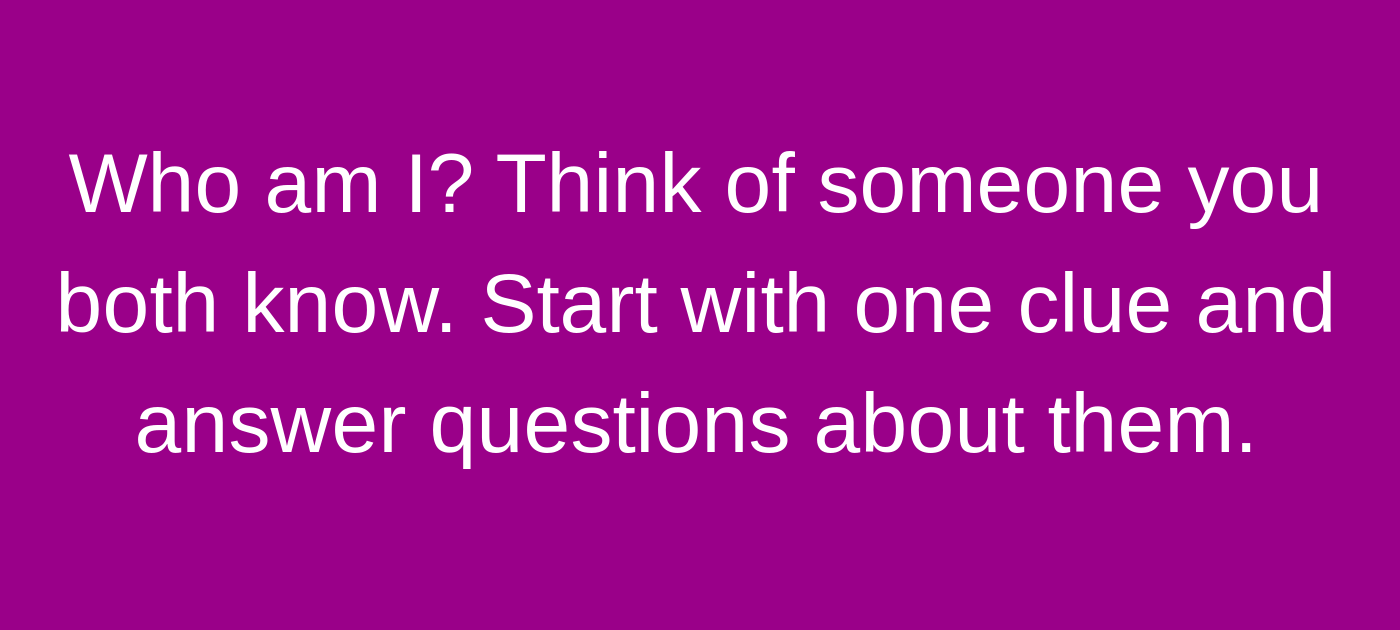 Who am I? Think of someone you
both know. Start with one clue and
answer questions about them.